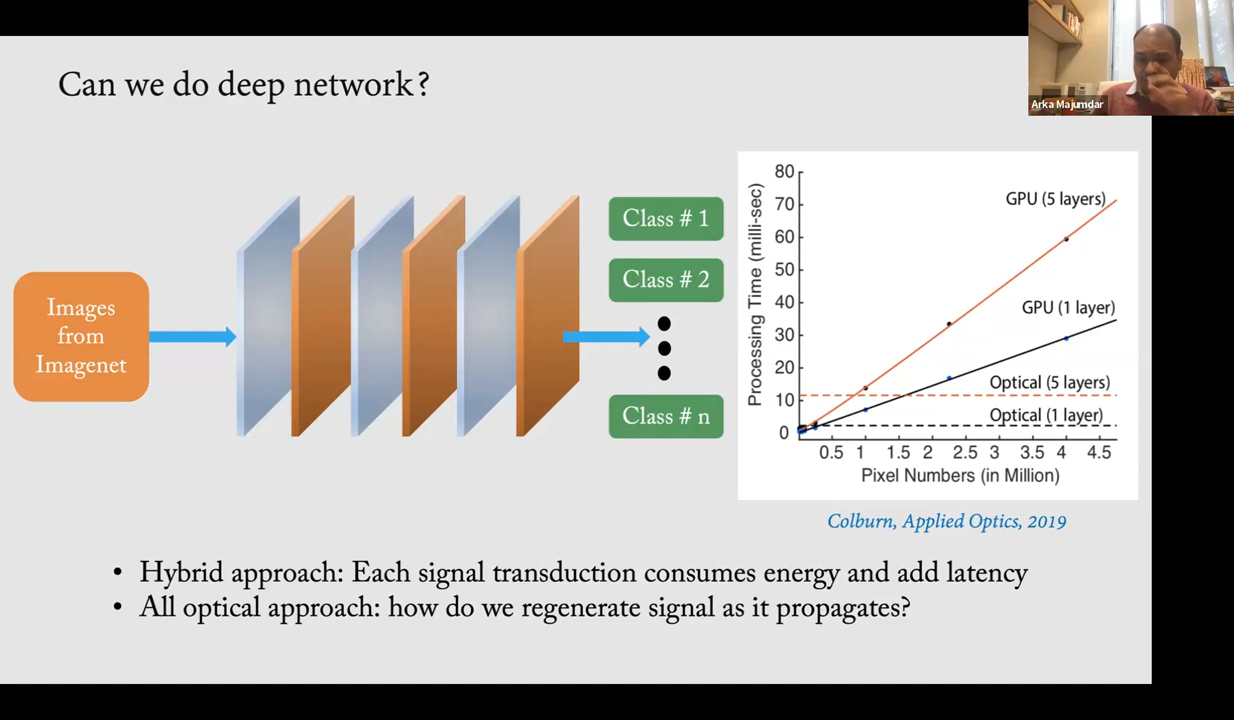 Can we do deep network?
Arka Majumdar
Images
from
Imagenet
Class # 1
Class # 2
Class # n
80
70
60
50
40
30
20
10
0
Processing Time (milli-sec)
GPU (5 layers)
GPU (1 layer)
Optical (5 layers)
Optical (1 layer)
0.5 1 1.5 2 2.5 3 3.5 4 4.5
Pixel Numbers (in Million)
Colburn, Applied Optics, 2019
• Hybrid approach: Each signal transduction consumes energy and add latency
• All optical approach: how do we regenerate signal as it propagates?